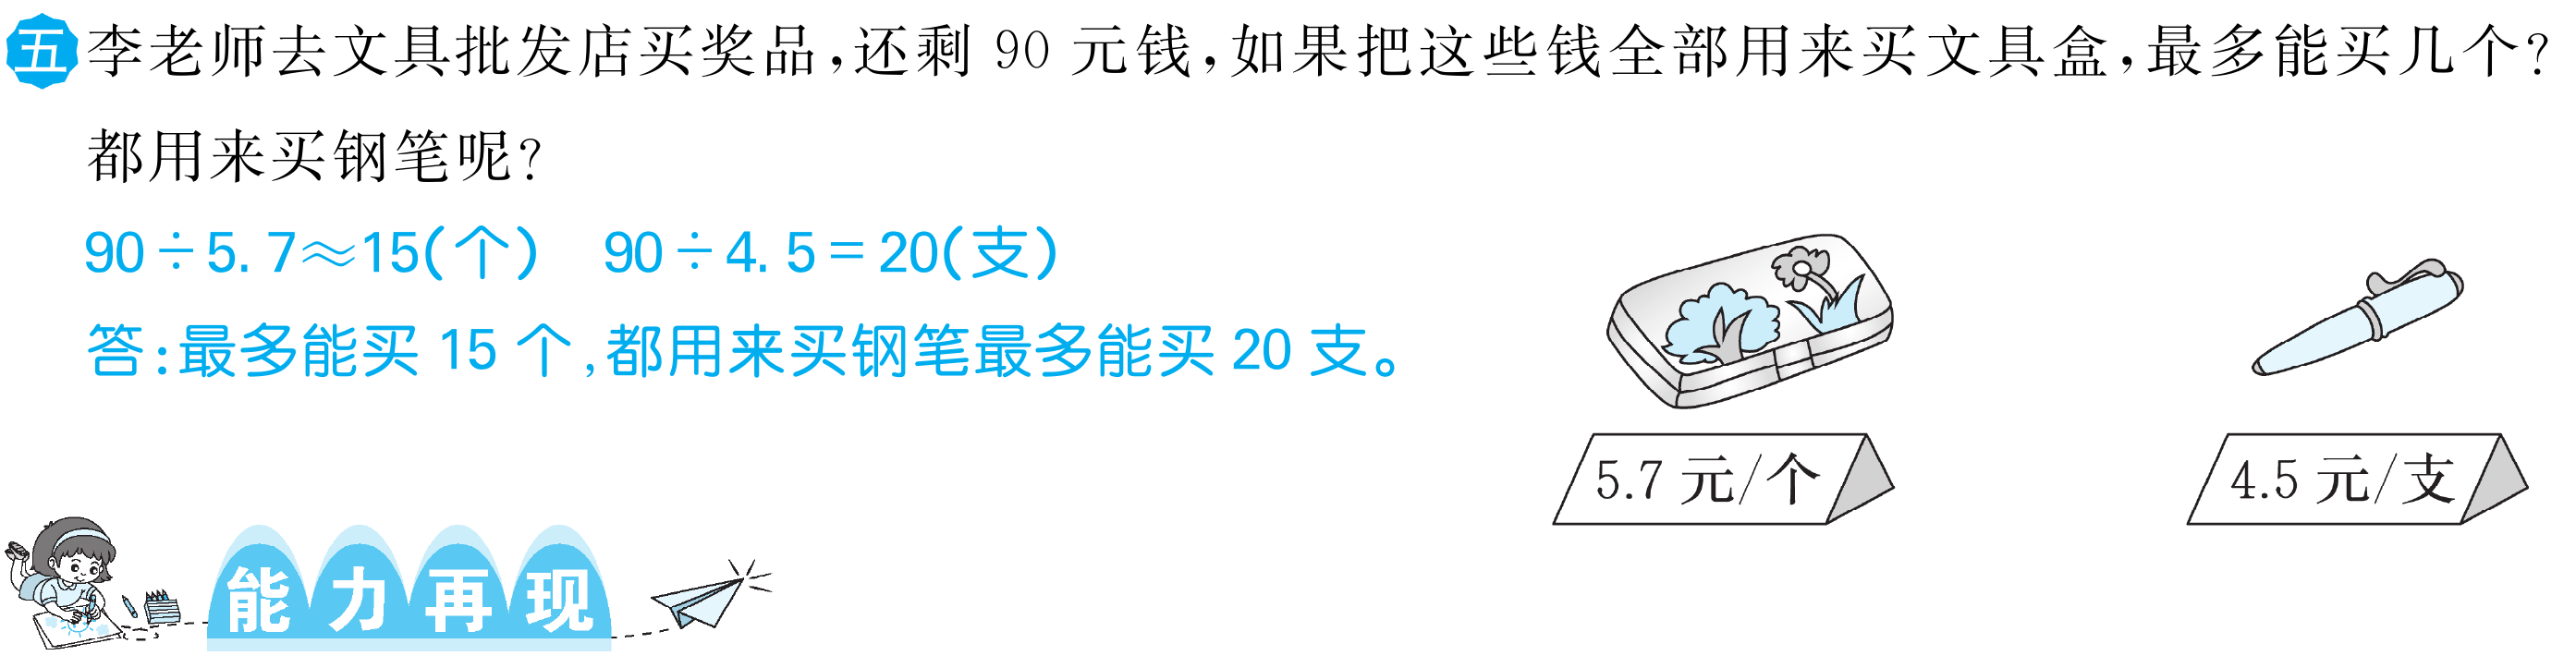 五 李老师去文具批发店买奖品,还剩 90 元钱,如果把这些钱全部用来买文具盒,最多能买几个?
都用来买钢笔呢?
90÷5.7≈15(个) 90÷4.5=20(支)
答:最多能买 15 个,都用来买钢笔最多能买 20 支。
5.7 元/个 4.5 元/支
能力再现